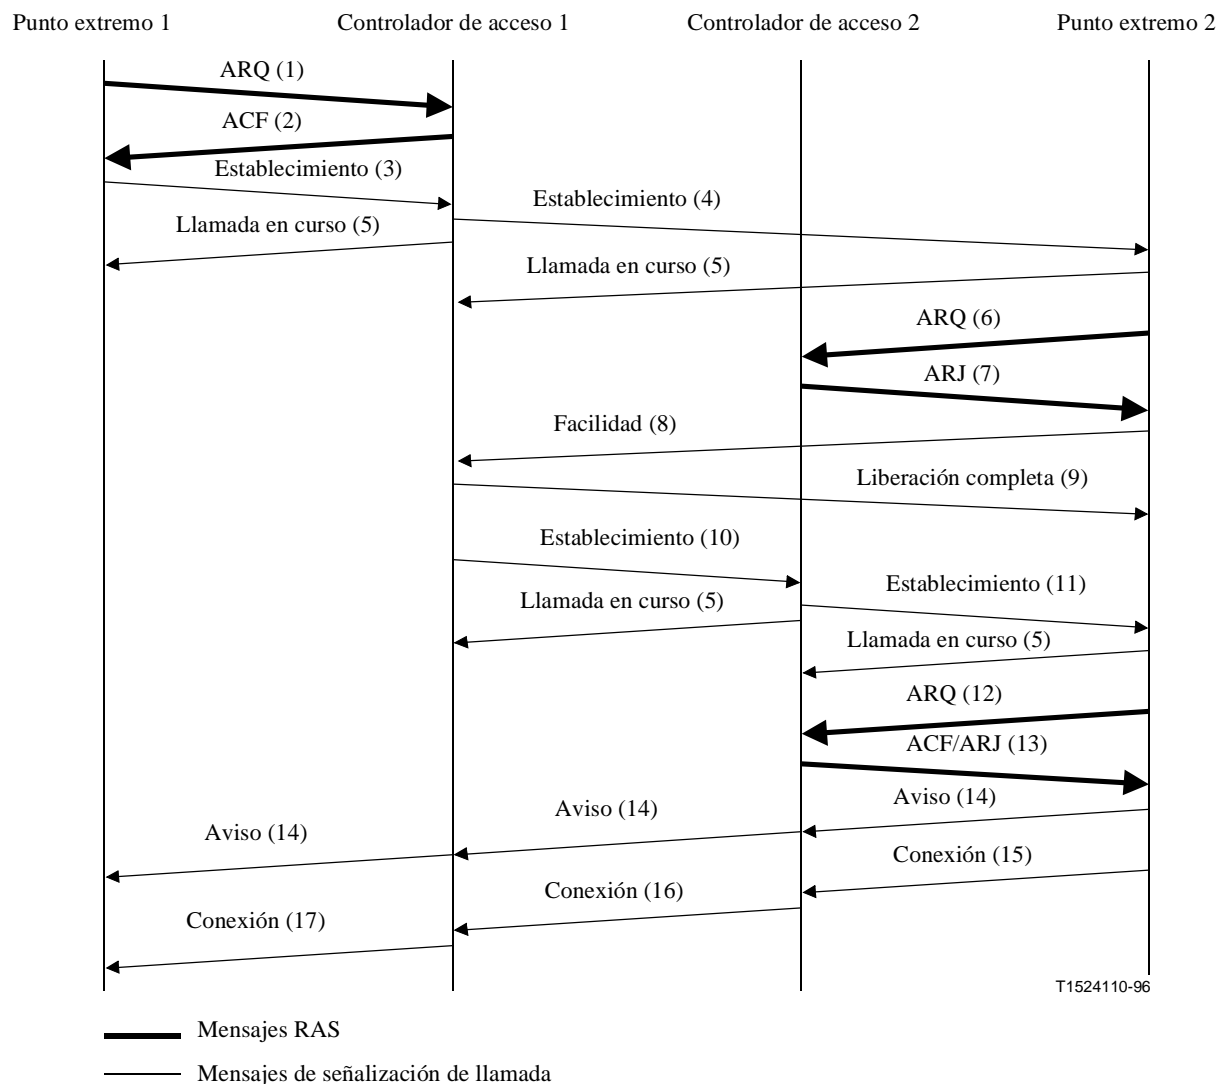 Punto extremo 1 Controlador de acceso 1 Controlador de acceso 2 Punto extremo 2
ARQ (1)
ACF (2)
Establecimiento (3)
Establecimiento (4)
Llamada en curso (5)
Llamada en curso (5)
ARQ (6)
ARJ (7)
Facilidad (8)
Liberación completa (9)
Establecimiento (10)
Establecimiento (11)
Llamada en curso (5)
Llamada en curso (5)
ARQ (12)
ACF/ARJ (13)
Aviso (14)
Aviso (14)
Aviso (14)
Conexión (15)
Conexión (16)
Conexión (17)
T1524110-96
Mensajes RAS
Mensajes de señalización de llamada